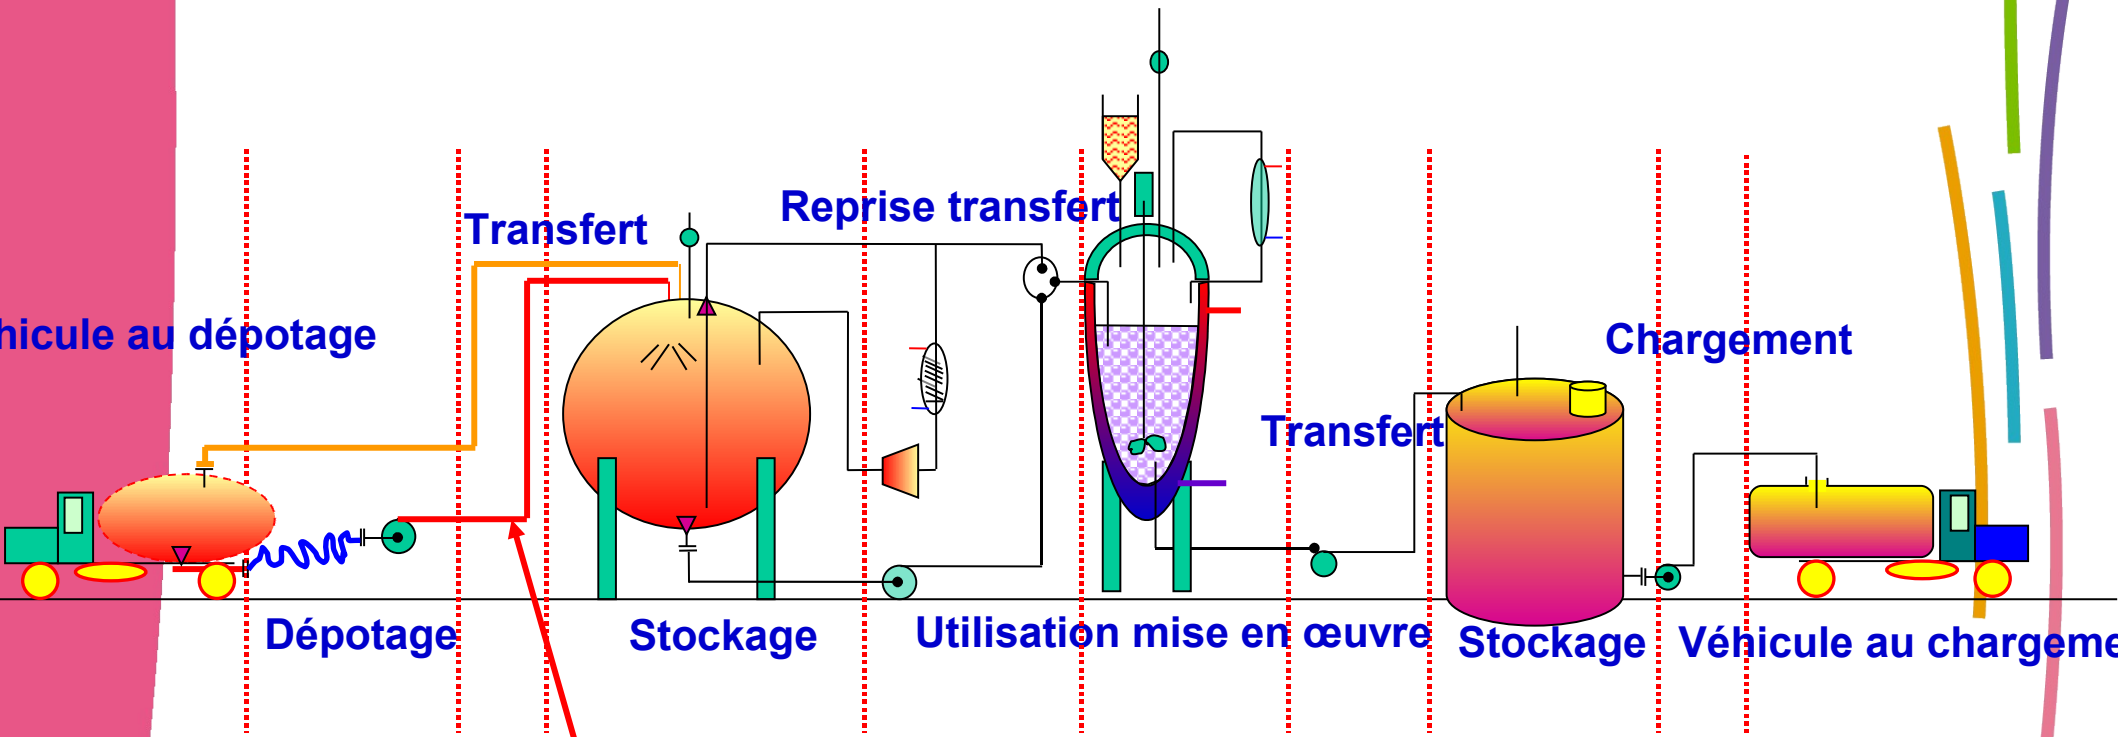 Reprise transfert
Transfert
hicule au dépotage
Chargement
Transfert
Dépotage
Stockage
Utilisation mise en œuvre
Stockage
Véhicule au chargeme